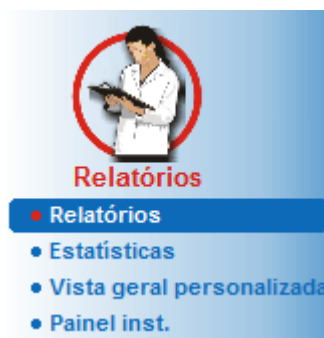 Relatórios
Relatórios
Estatísticas
Vista geral personalizada
Painel inst.